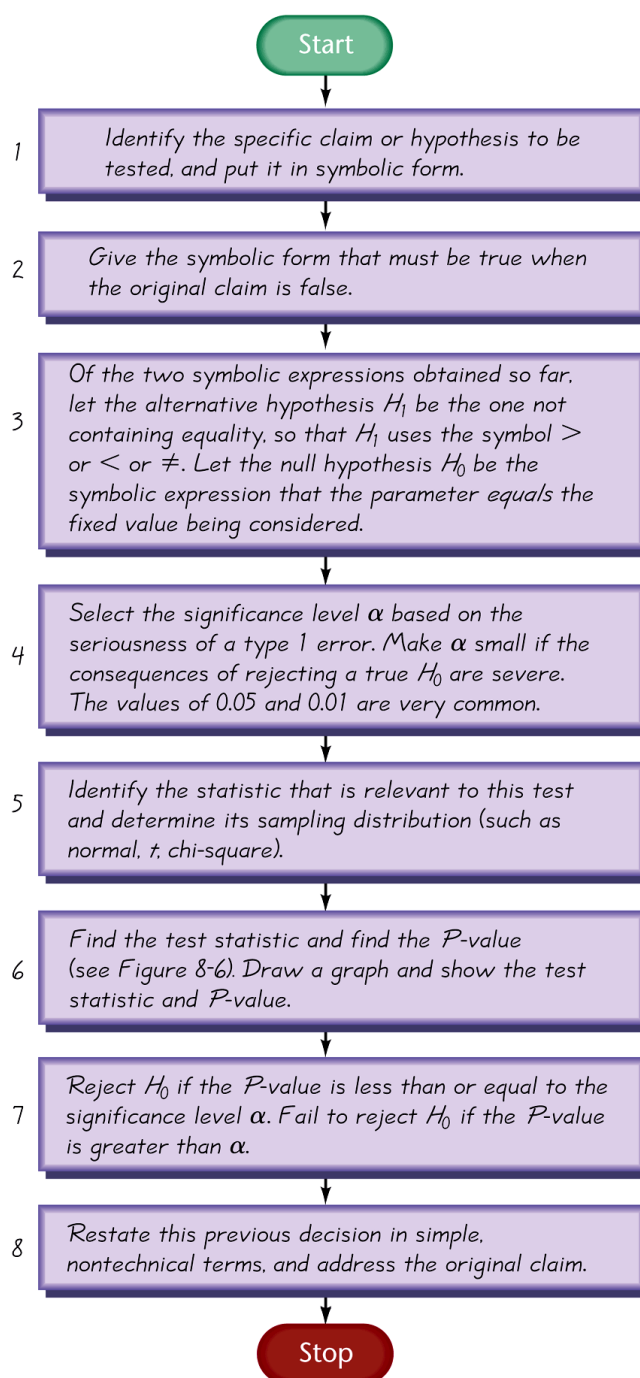 Start
1
Identify the specific claim or hypothesis to be
tested, and put it in symbolic form.
2
Give the symbolic form that must be true when
the original claim is false.
3
Of the two symbolic expressions obtained so far,
let the alternative hypothesis H₁ be the one not
containing equality, so that H₁ uses the symbol >
or < or ≠. Let the null hypothesis H₀ be the
symbolic expression that the parameter equals the
fixed value being considered.
4
Select the significance level α based on the
seriousness of a type 1 error. Make α small if the
consequences of rejecting a true H₀ are severe.
The values of 0.05 and 0.01 are very common.
5
Identify the statistic that is relevant to this test
and determine its sampling distribution (such as
normal, t, chi-square).
6
Find the test statistic and find the P-value
(see Figure 8-6). Draw a graph and show the test
statistic and P-value.
7
Reject H₀ if the P-value is less than or equal to the
significance level α. Fail to reject H₀ if the P-value
is greater than α.
8
Restate this previous decision in simple,
nontechnical terms, and address the original claim.
Stop